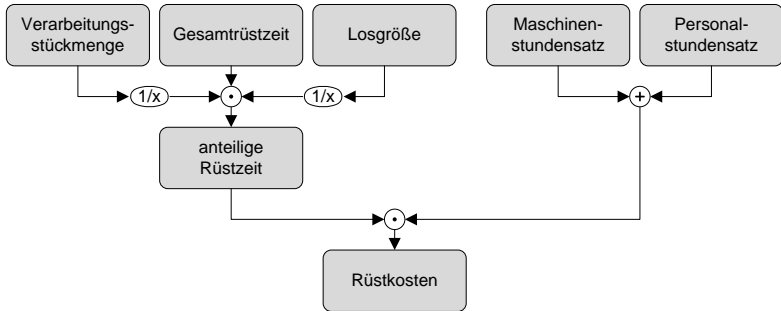 Verarbeitungs-
stückmenge
Gesamtrüstzeit
Losgröße
Maschinen-
stundensatz
Personal-
stundensatz
1/x
1/x
+
anteilige
Rüstzeit
Rüstkosten